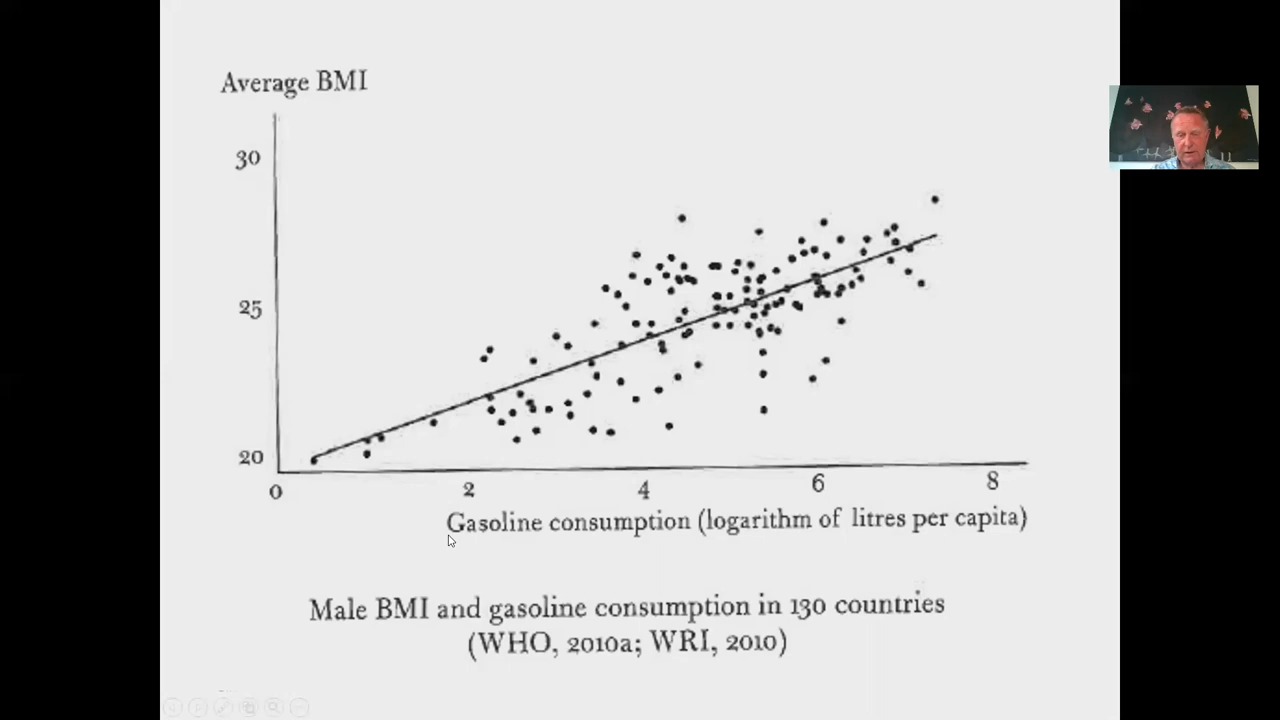 Average BMI
30
25
20
0 2 4 6 8
Gasoline consumption (logarithm of litres per capita)
Male BMI and gasoline consumption in 130 countries
(WHO, 2010a; WRI, 2010)